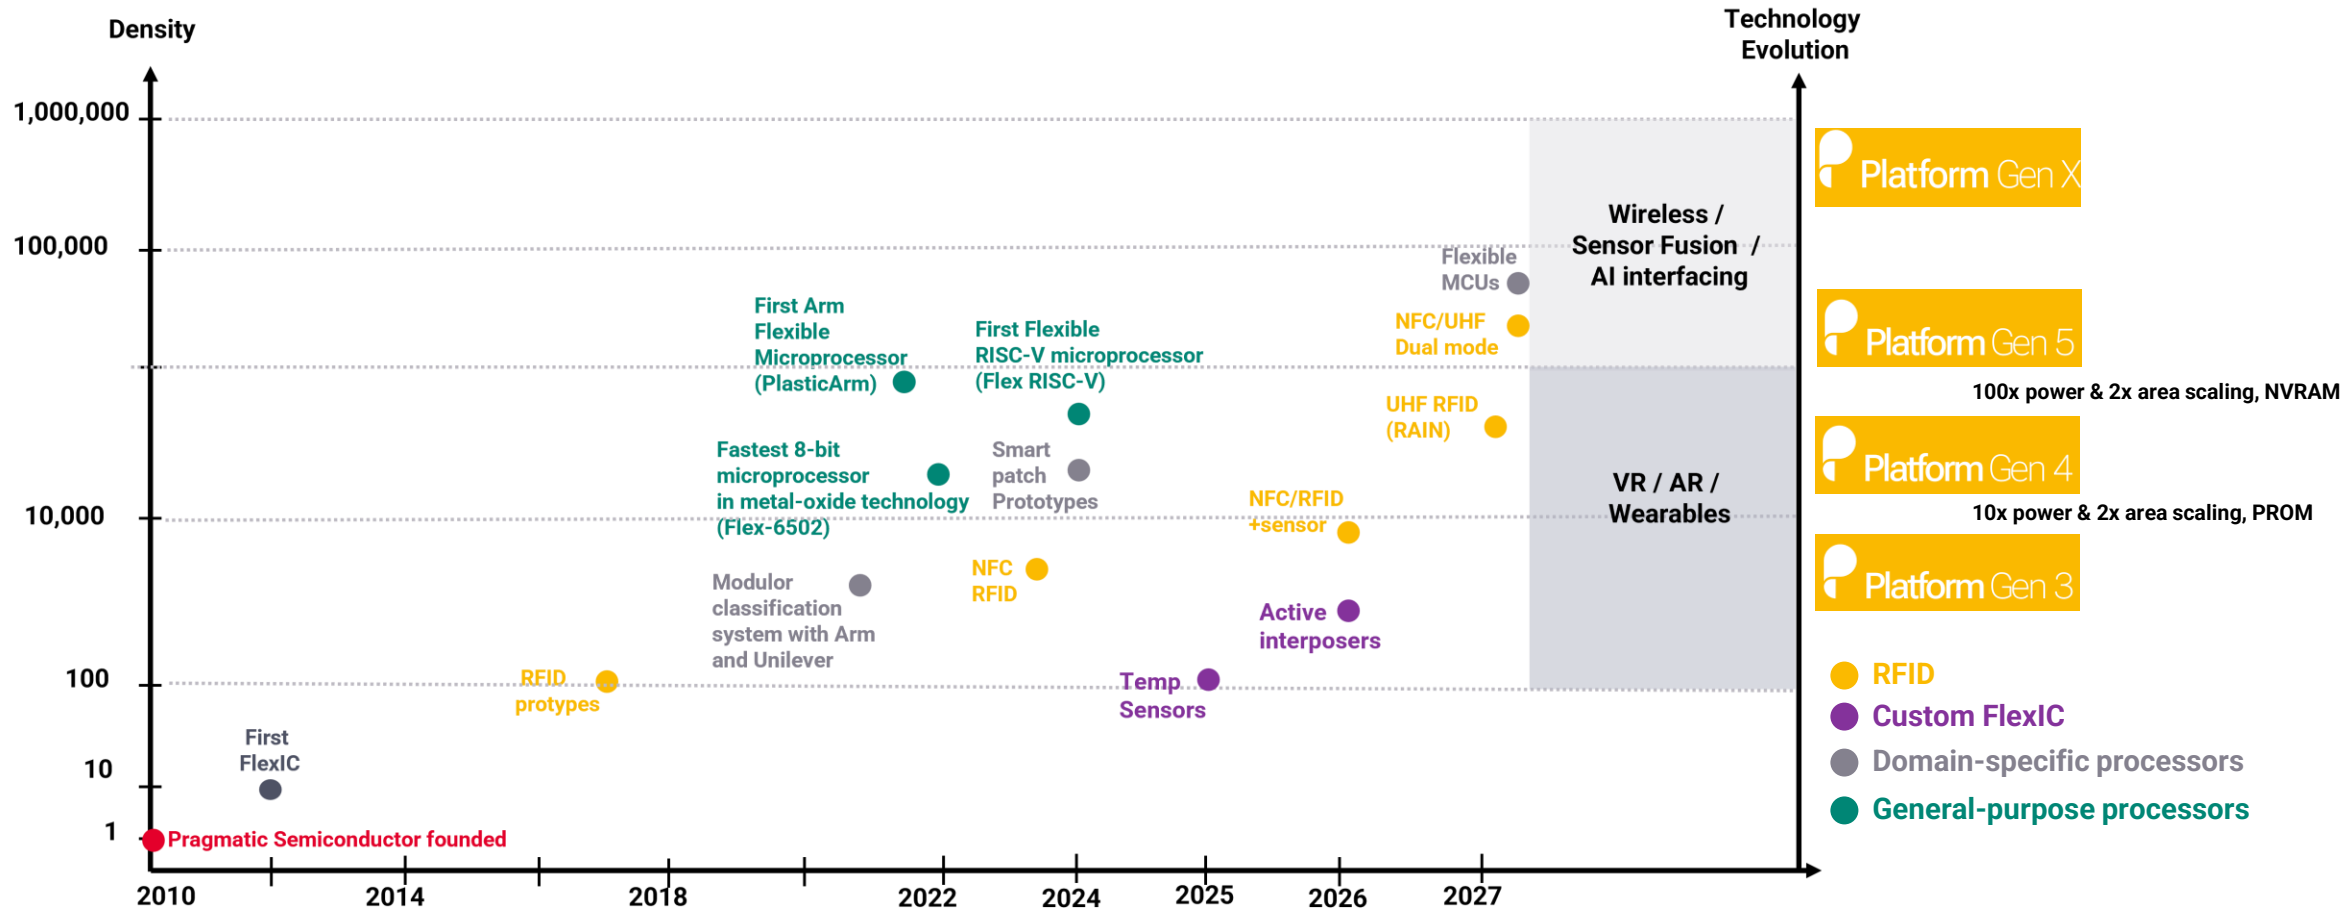 Density
Technology
Evolution
1,000,000
100,000
10,000
100
10
1
First Arm
Flexible
Microprocessor
(PlasticArm)
First Flexible
RISC-V microprocessor
(Flex RISC-V)
Fastest 8-bit
microprocessor
in metal-oxide technology
(Flex-6502)
Smart
patch
Prototypes
Modulor
classification
system with Arm
and Unilever
NFC
RFID
RFID
protypes
First
FlexIC
Pragmatic Semiconductor founded
Temp
Sensors
Active
interposers
NFC/RFID
+sensor
UHF RFID
(RAIN)
NFC/UHF
Dual mode
Flexible
MCUs
Wireless /
Sensor Fusion /
AI interfacing
VR / AR /
Wearables
2010
2014
2018
2022
2024
2025
2026
2027
Platform Gen X
Platform Gen 5
100x power & 2x area scaling, NVRAM
Platform Gen 4
10x power & 2x area scaling, PROM
Platform Gen 3
RFID
Custom FlexIC
Domain-specific processors
General-purpose processors